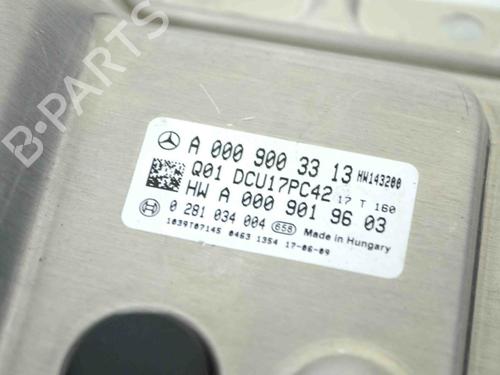 B-PARTS
A 000 900 33 13 HW143200
Q01 DCU17PC42 17 T 160
HW A 000 901 96 03
0 281 034 004 658 Made in Hungary
1039T07145 0463 1354 17-06-09